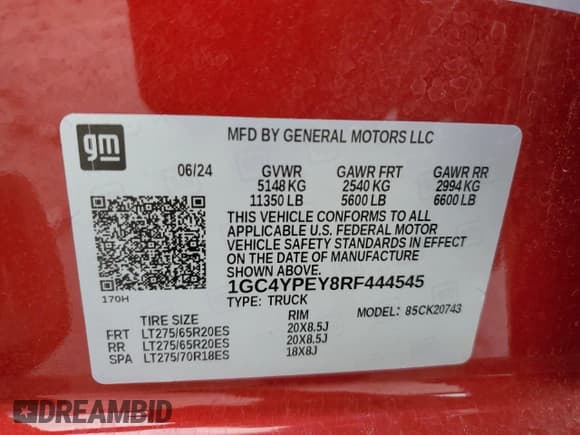 gm
MFD BY GENERAL MOTORS LLC
06/24 GVWR GAWR FRT GAWR RR
5148 KG 2540 KG 2994 KG
11350 LB 5600 LB 6600 LB
THIS VEHICLE CONFORMS TO ALL
APPLICABLE U.S. FEDERAL MOTOR
VEHICLE SAFETY STANDARDS IN EFFECT
ON THE DATE OF MANUFACTURE
SHOWN ABOVE.
170H
1GC4YPEY8RF444545
TYPE: TRUCK MODEL: 85CK20743
TIRE SIZE RIM
FRT LT275/65R20ES 20X8.5J
RR LT275/65R20ES 20X8.5J
SPA LT275/70R18ES 18X8J
DREAMBID